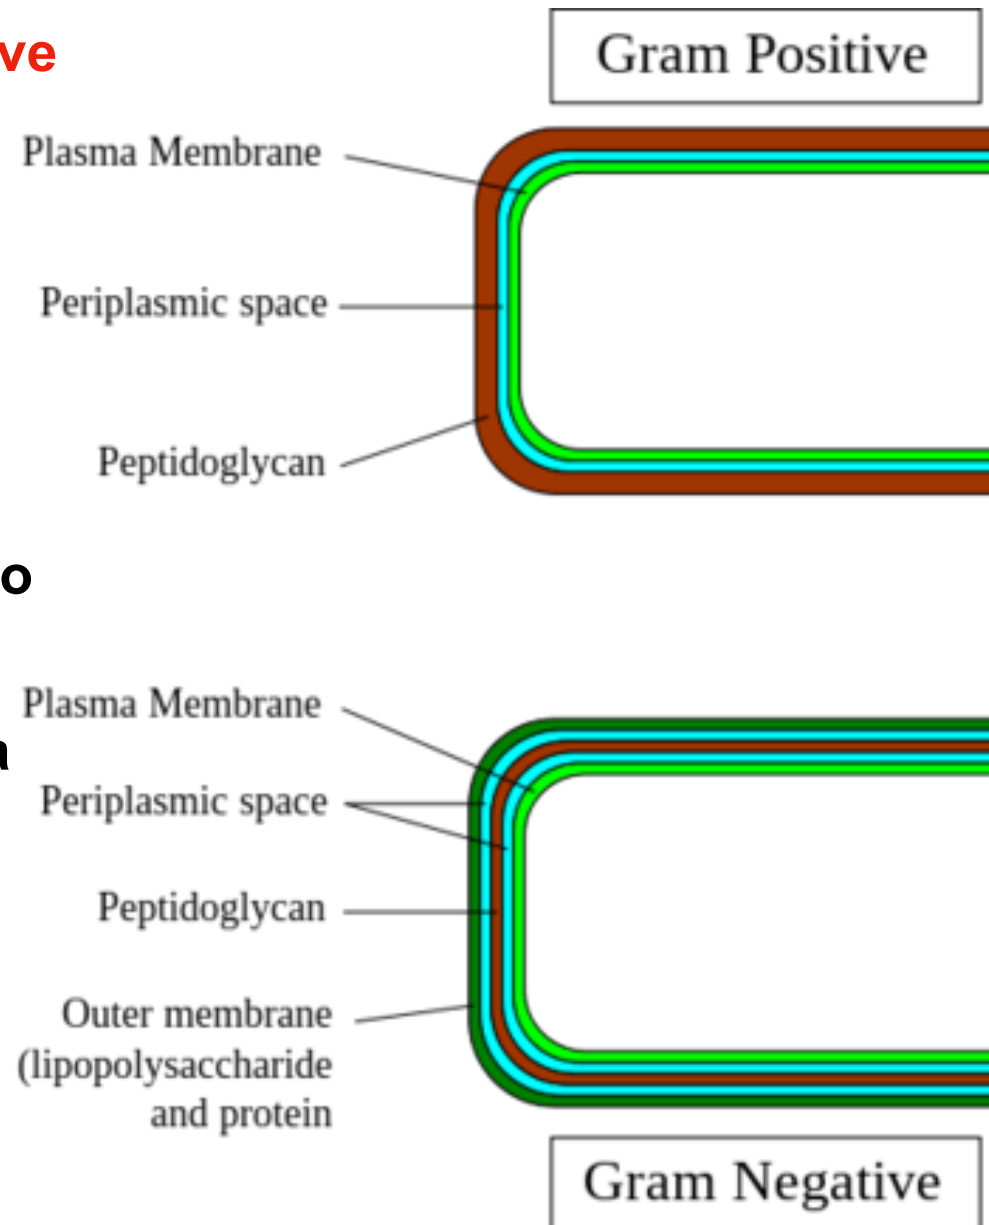 ve
Gram Positive
Plasma Membrane
Periplasmic space
Peptidoglycan
o
Plasma Membrane
a
Periplasmic space
Peptidoglycan
Outer membrane
(lipopolysaccharide
and protein
Gram Negative